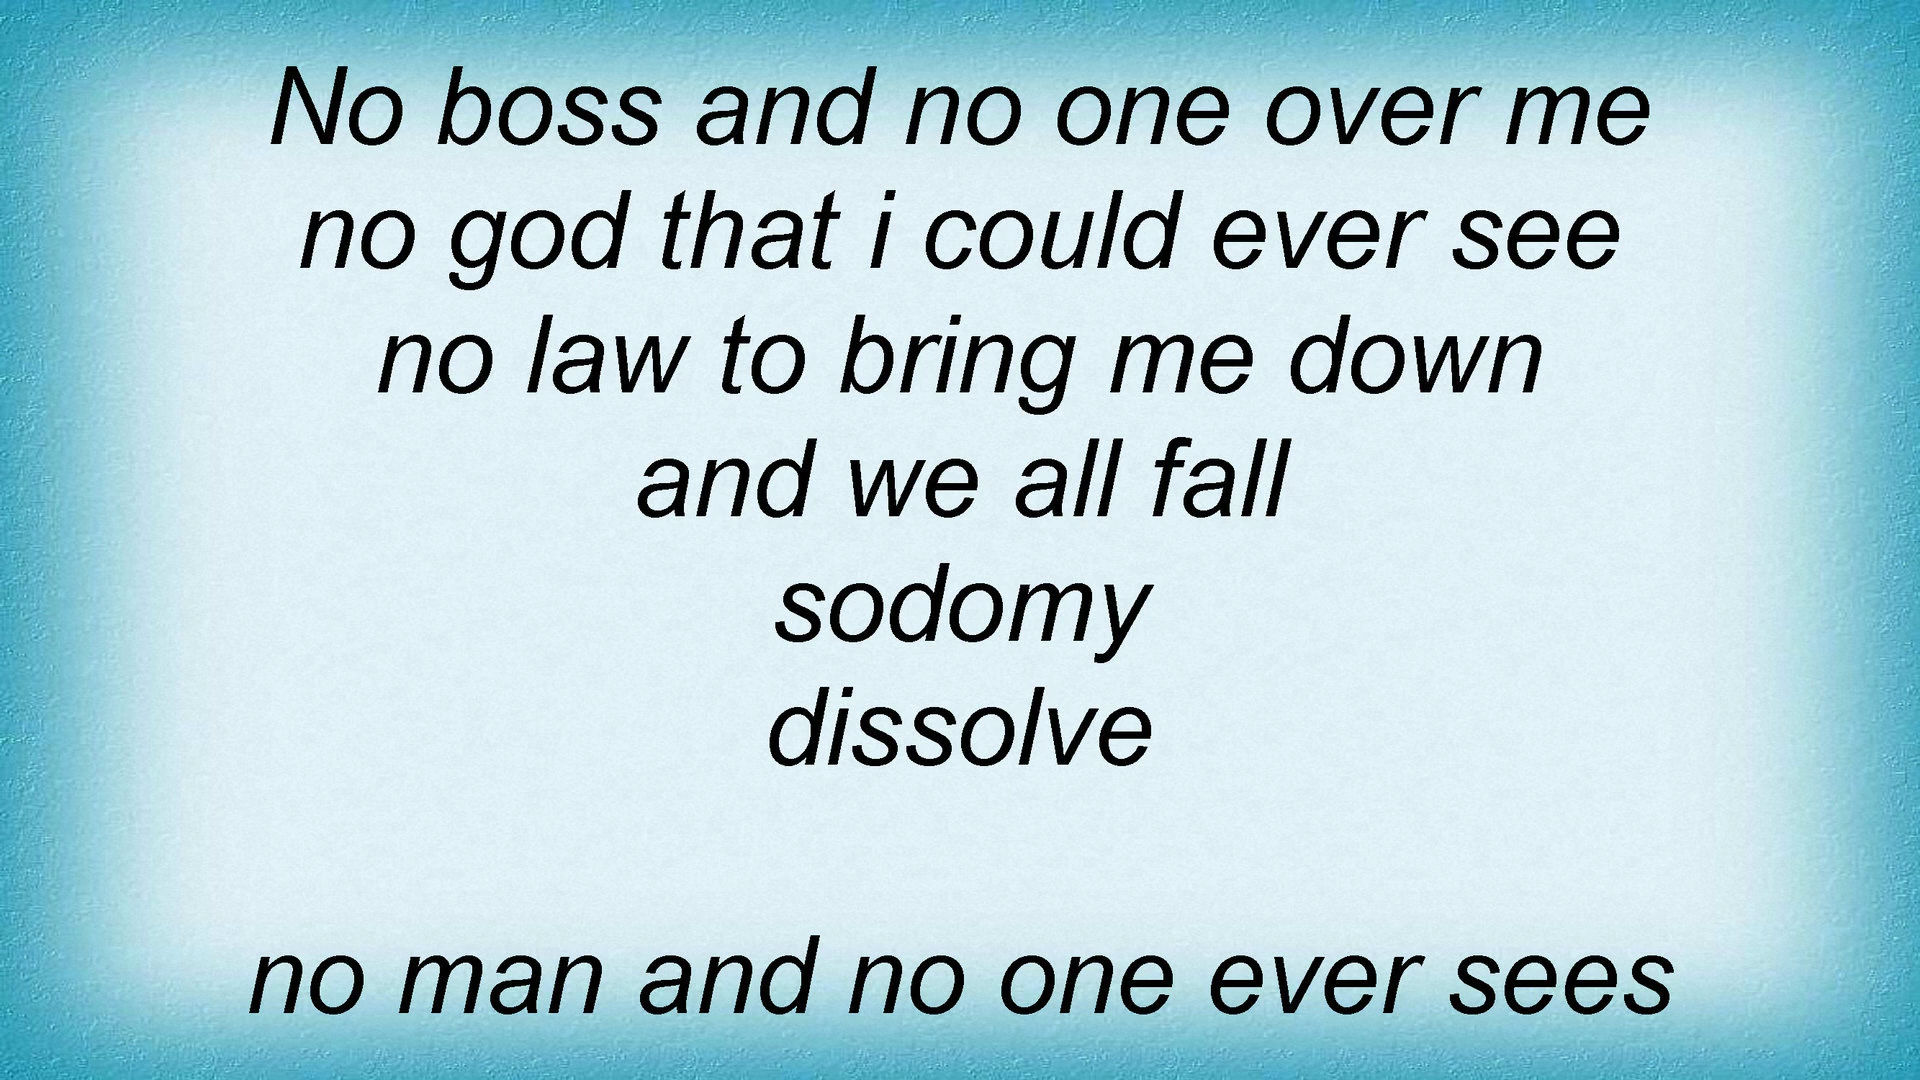 No boss and no one over me
no god that i could ever see
no law to bring me down
and we all fall
sodomy
dissolve
no man and no one ever sees